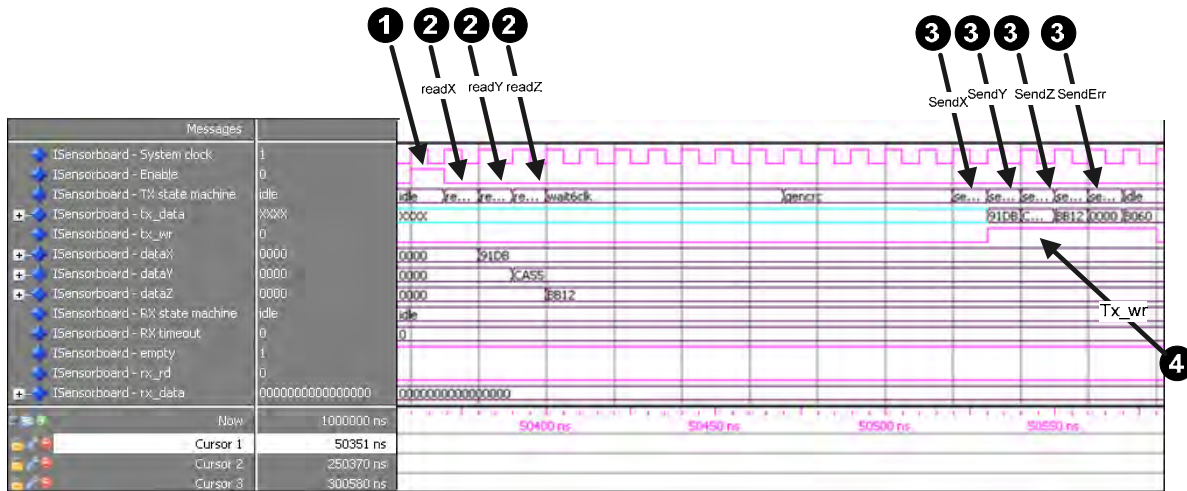 1 2 2 2 3 3 3 3
readX readY readZ SendX SendY SendZ SendErr
Messages
ISensorboard - System clock 1
ISensorboard - Enable 0
ISensorboard - TX state machine idle idle re... re... re... wait6clk gencrc se... se... se... se... se... idle
ISensorboard - tx_data XXXX XXXX 91DB C... BB12 0000 B060
ISensorboard - tx_wr 0
ISensorboard - dataX 0000 0000 91DB
ISensorboard - dataY 0000 0000 CA55
ISensorboard - dataZ 0000 0000 BB12
Tx_wr
ISensorboard - RX state machine idle idle
ISensorboard - RX timeout 0 0
ISensorboard - empty 1
4
ISensorboard - rx_rd 0
ISensorboard - rx_data 0000000000000000 0000000000000000
Now 1000000 ns 50400 ns 50450 ns 50500 ns 50550 ns
Cursor 1 50351 ns
Cursor 2 250370 ns
Cursor 3 300580 ns